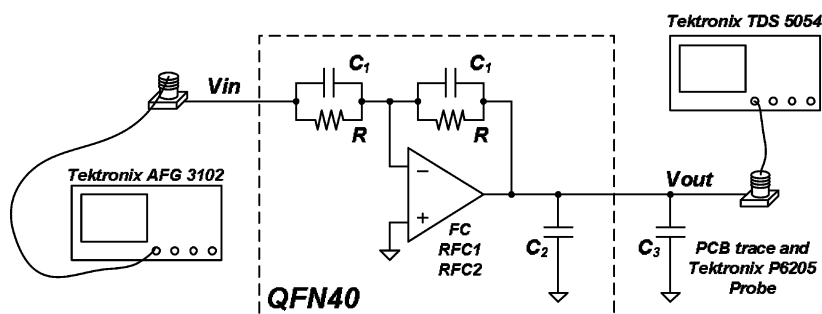 Tektronix TDS 5054
C1
C1
Vin
R
R
Tektronix AFG 3102
Vout
−
+
FC
RFC1
RFC2
C2
C3
PCB trace and
Tektronix P6205
Probe
QFN40